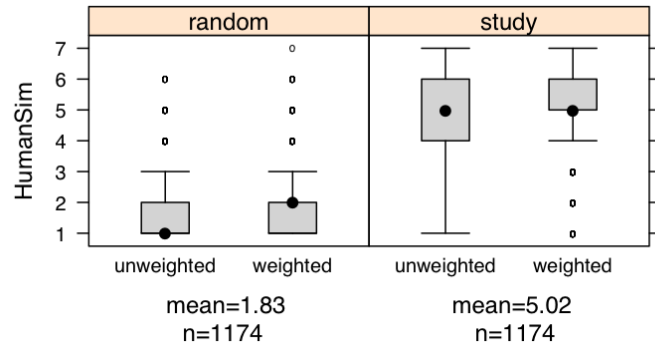 random study
7
6
5
4
3
2
1
HumanSim
unweighted weighted unweighted weighted
mean=1.83 mean=5.02
n=1174 n=1174